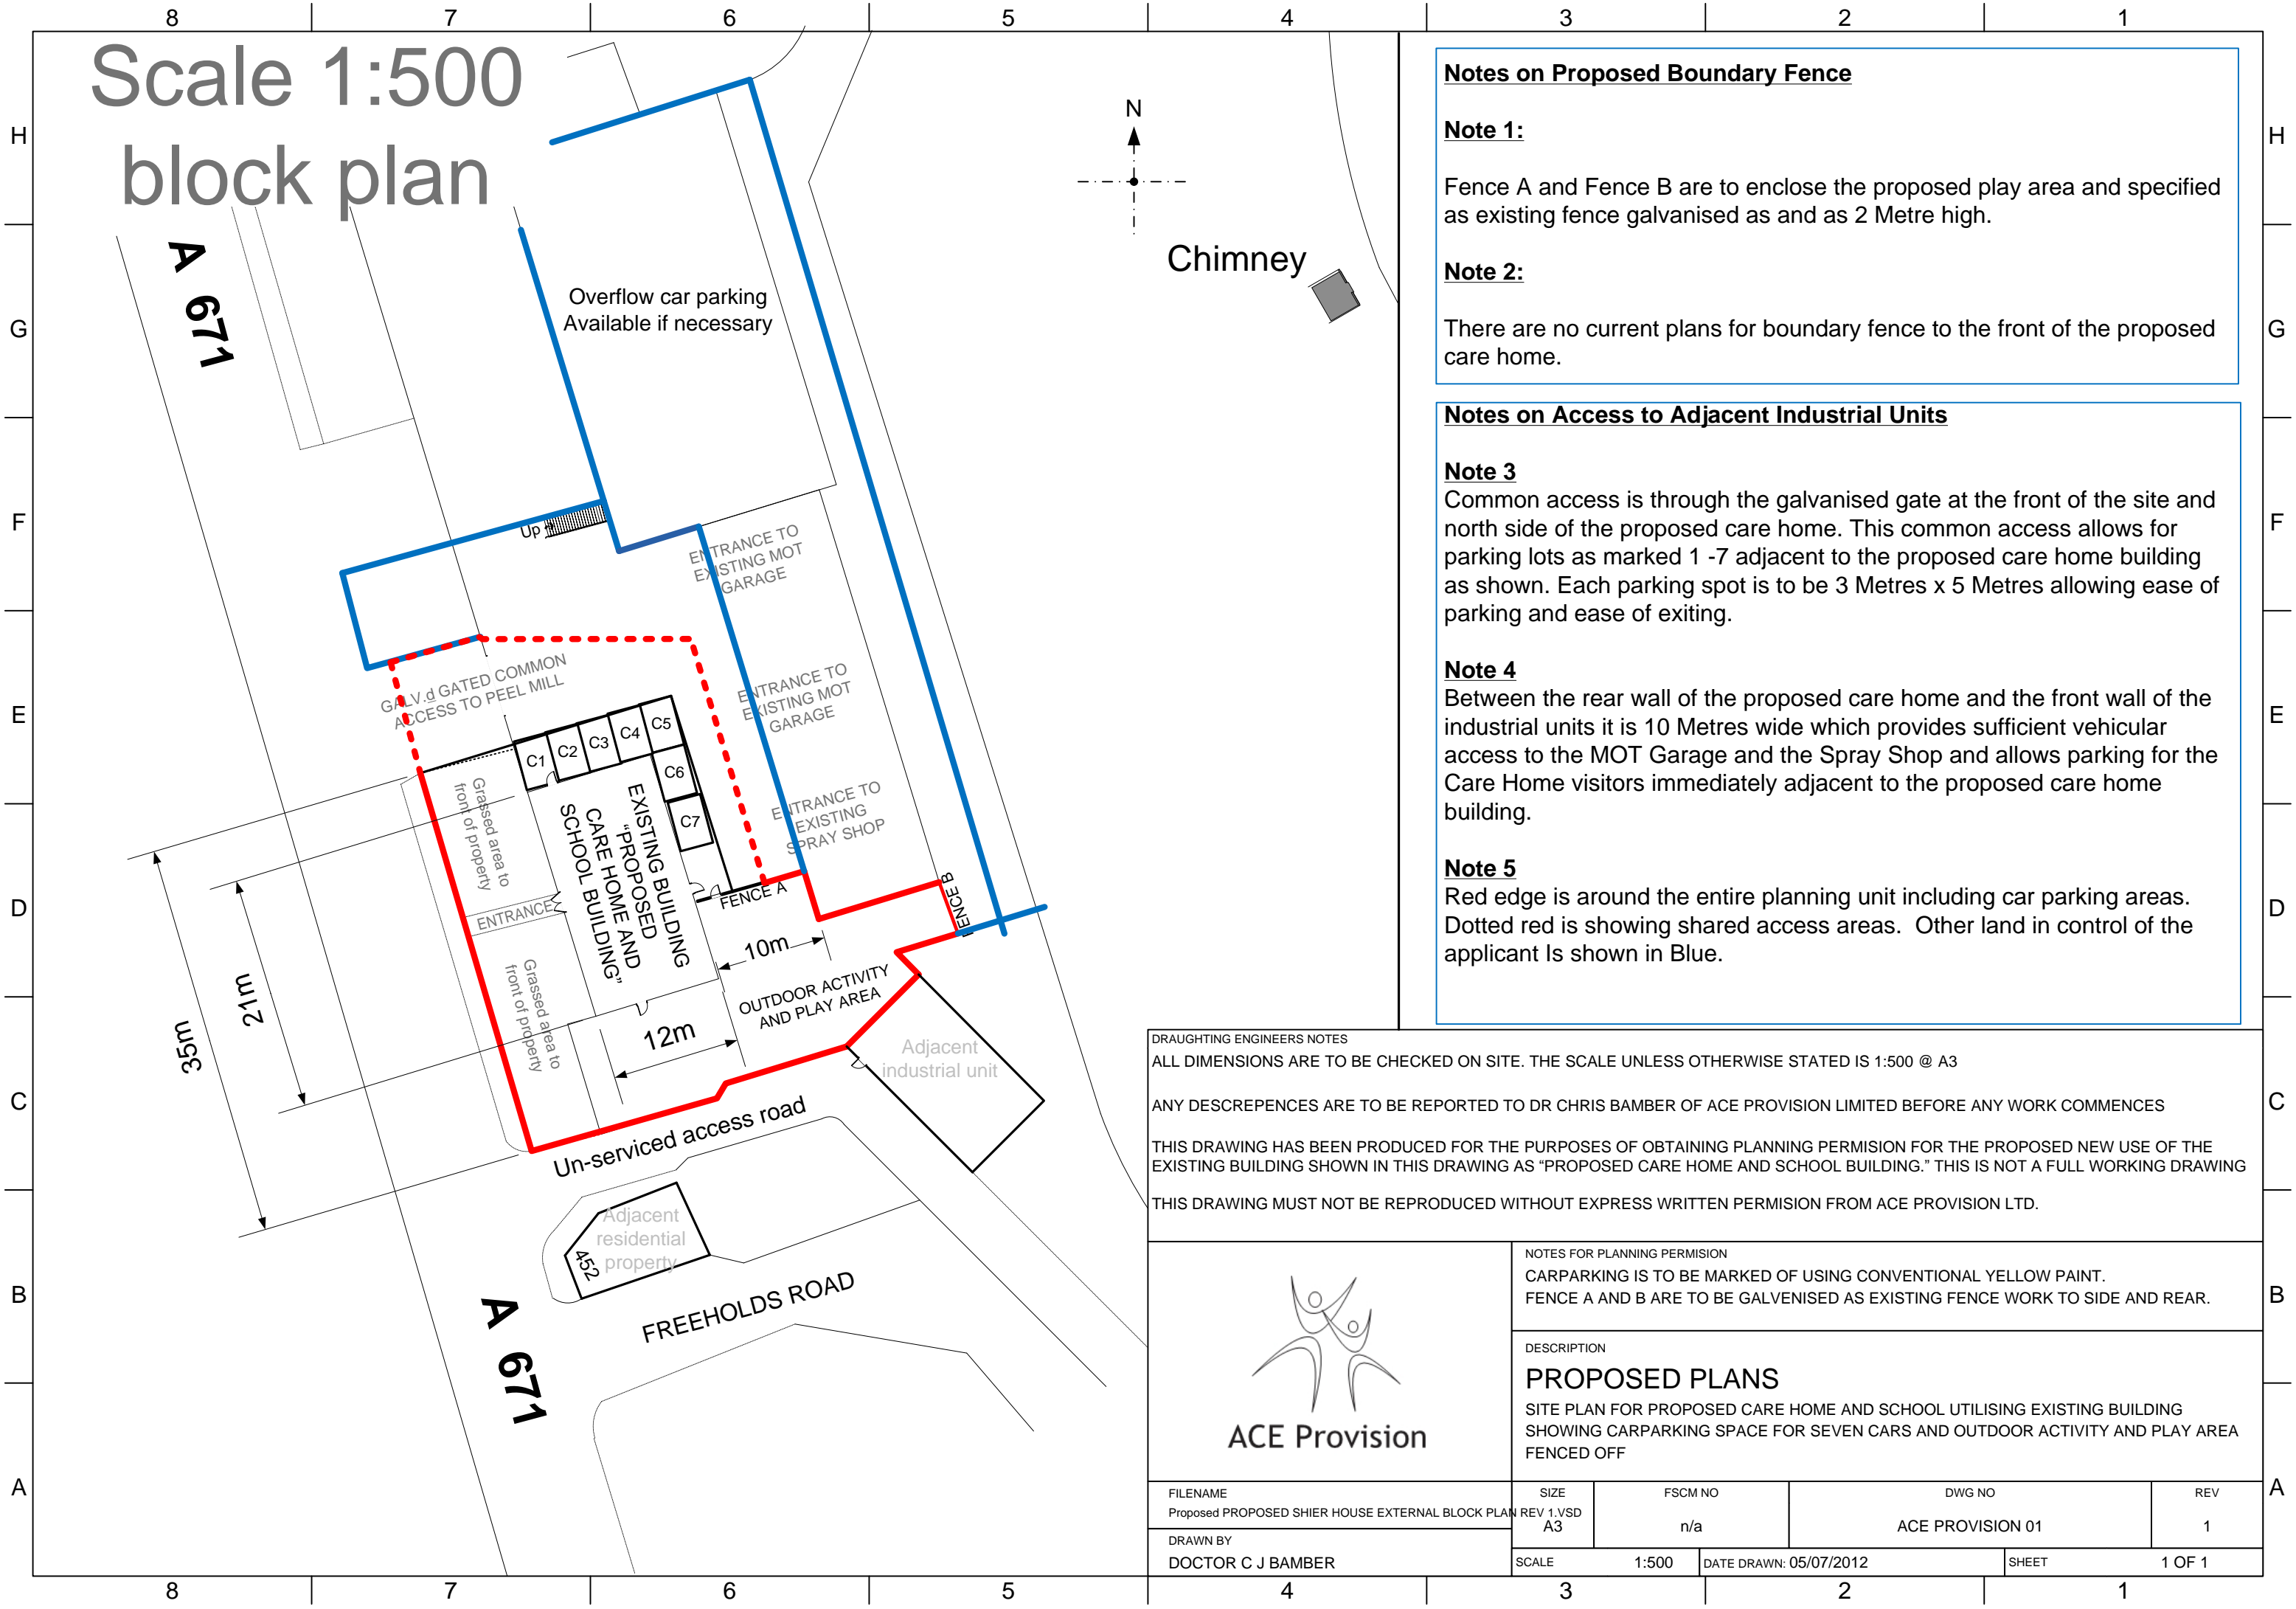 8 7 6 5 4 3 2 1
H
G
F
E
D
C
B
A
Scale 1:500
block plan
A 671
Overflow car parking
Available if necessary
N
Chimney
Up
ENTRANCE TO
EXISTING MOT
GARAGE
GALV.d GATED COMMON
ACCESS TO PEEL MILL
ENTRANCE TO
EXISTING MOT
GARAGE
C1
C2
C3
C4
C5
C6
C7
Grassed area to
front of property
ENTRANCE TO
EXISTING
SPRAY SHOP
EXISTING BUILDING
“PROPOSED
CARE HOME AND
SCHOOL BUILDING”
ENTRANCE
FENCE A
FENCE B
10m
Grassed area to
front of property
OUTDOOR ACTIVITY
AND PLAY AREA
21m
35m
12m
Adjacent
industrial unit
Un-serviced access road
Adjacent
residential
property
452
FREEHOLDS ROAD
A 671
Notes on Proposed Boundary Fence
Note 1:
Fence A and Fence B are to enclose the proposed play area and specified
as existing fence galvanised as and as 2 Metre high.
Note 2:
There are no current plans for boundary fence to the front of the proposed
care home.
Notes on Access to Adjacent Industrial Units
Note 3
Common access is through the galvanised gate at the front of the site and
north side of the proposed care home. This common access allows for
parking lots as marked 1 -7 adjacent to the proposed care home building
as shown. Each parking spot is to be 3 Metres x 5 Metres allowing ease of
parking and ease of exiting.
Note 4
Between the rear wall of the proposed care home and the front wall of the
industrial units it is 10 Metres wide which provides sufficient vehicular
access to the MOT Garage and the Spray Shop and allows parking for the
Care Home visitors immediately adjacent to the proposed care home
building.
Note 5
Red edge is around the entire planning unit including car parking areas.
Dotted red is showing shared access areas. Other land in control of the
applicant Is shown in Blue.
DRAUGHTING ENGINEERS NOTES
ALL DIMENSIONS ARE TO BE CHECKED ON SITE. THE SCALE UNLESS OTHERWISE STATED IS 1:500 @ A3
ANY DESCREPENCES ARE TO BE REPORTED TO DR CHRIS BAMBER OF ACE PROVISION LIMITED BEFORE ANY WORK COMMENCES
THIS DRAWING HAS BEEN PRODUCED FOR THE PURPOSES OF OBTAINING PLANNING PERMISION FOR THE PROPOSED NEW USE OF THE
EXISTING BUILDING SHOWN IN THIS DRAWING AS “PROPOSED CARE HOME AND SCHOOL BUILDING.” THIS IS NOT A FULL WORKING DRAWING
THIS DRAWING MUST NOT BE REPRODUCED WITHOUT EXPRESS WRITTEN PERMISION FROM ACE PROVISION LTD.
ACE Provision
NOTES FOR PLANNING PERMISION
CARPARKING IS TO BE MARKED OF USING CONVENTIONAL YELLOW PAINT.
FENCE A AND B ARE TO BE GALVENISED AS EXISTING FENCE WORK TO SIDE AND REAR.
DESCRIPTION
PROPOSED PLANS
SITE PLAN FOR PROPOSED CARE HOME AND SCHOOL UTILISING EXISTING BUILDING
SHOWING CARPARKING SPACE FOR SEVEN CARS AND OUTDOOR ACTIVITY AND PLAY AREA
FENCED OFF
FILENAME
Proposed PROPOSED SHIER HOUSE EXTERNAL BLOCK PLAN REV 1.VSD
DRAWN BY
DOCTOR C J BAMBER
SIZE
A3
FSCM NO
n/a
DWG NO
ACE PROVISION 01
REV
1
SCALE 1:500
DATE DRAWN: 05/07/2012
SHEET 1 OF 1
H
G
F
E
D
C
B
A
8 7 6 5 4 3 2 1